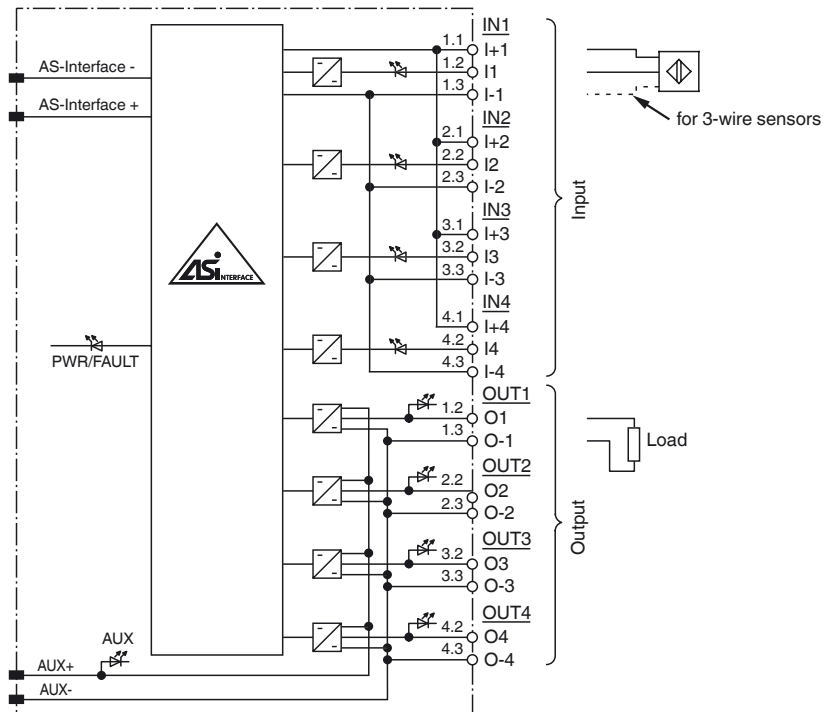 AS-Interface -
AS-Interface +
ASi INTERFACE
PWR/FAULT
AUX
AUX+
AUX-
IN1
1.1 I+1
1.2 I1
1.3 I-1
IN2
2.1 I+2
2.2 I2
2.3 I-2
IN3
3.1 I+3
3.2 I3
3.3 I-3
IN4
4.1 I+4
4.2 I4
4.3 I-4
OUT1
1.2 O1
1.3 O-1
OUT2
2.2 O2
2.3 O-2
OUT3
3.2 O3
3.3 O-3
OUT4
4.2 O4
4.3 O-4
Input
Output
for 3-wire sensors
Load